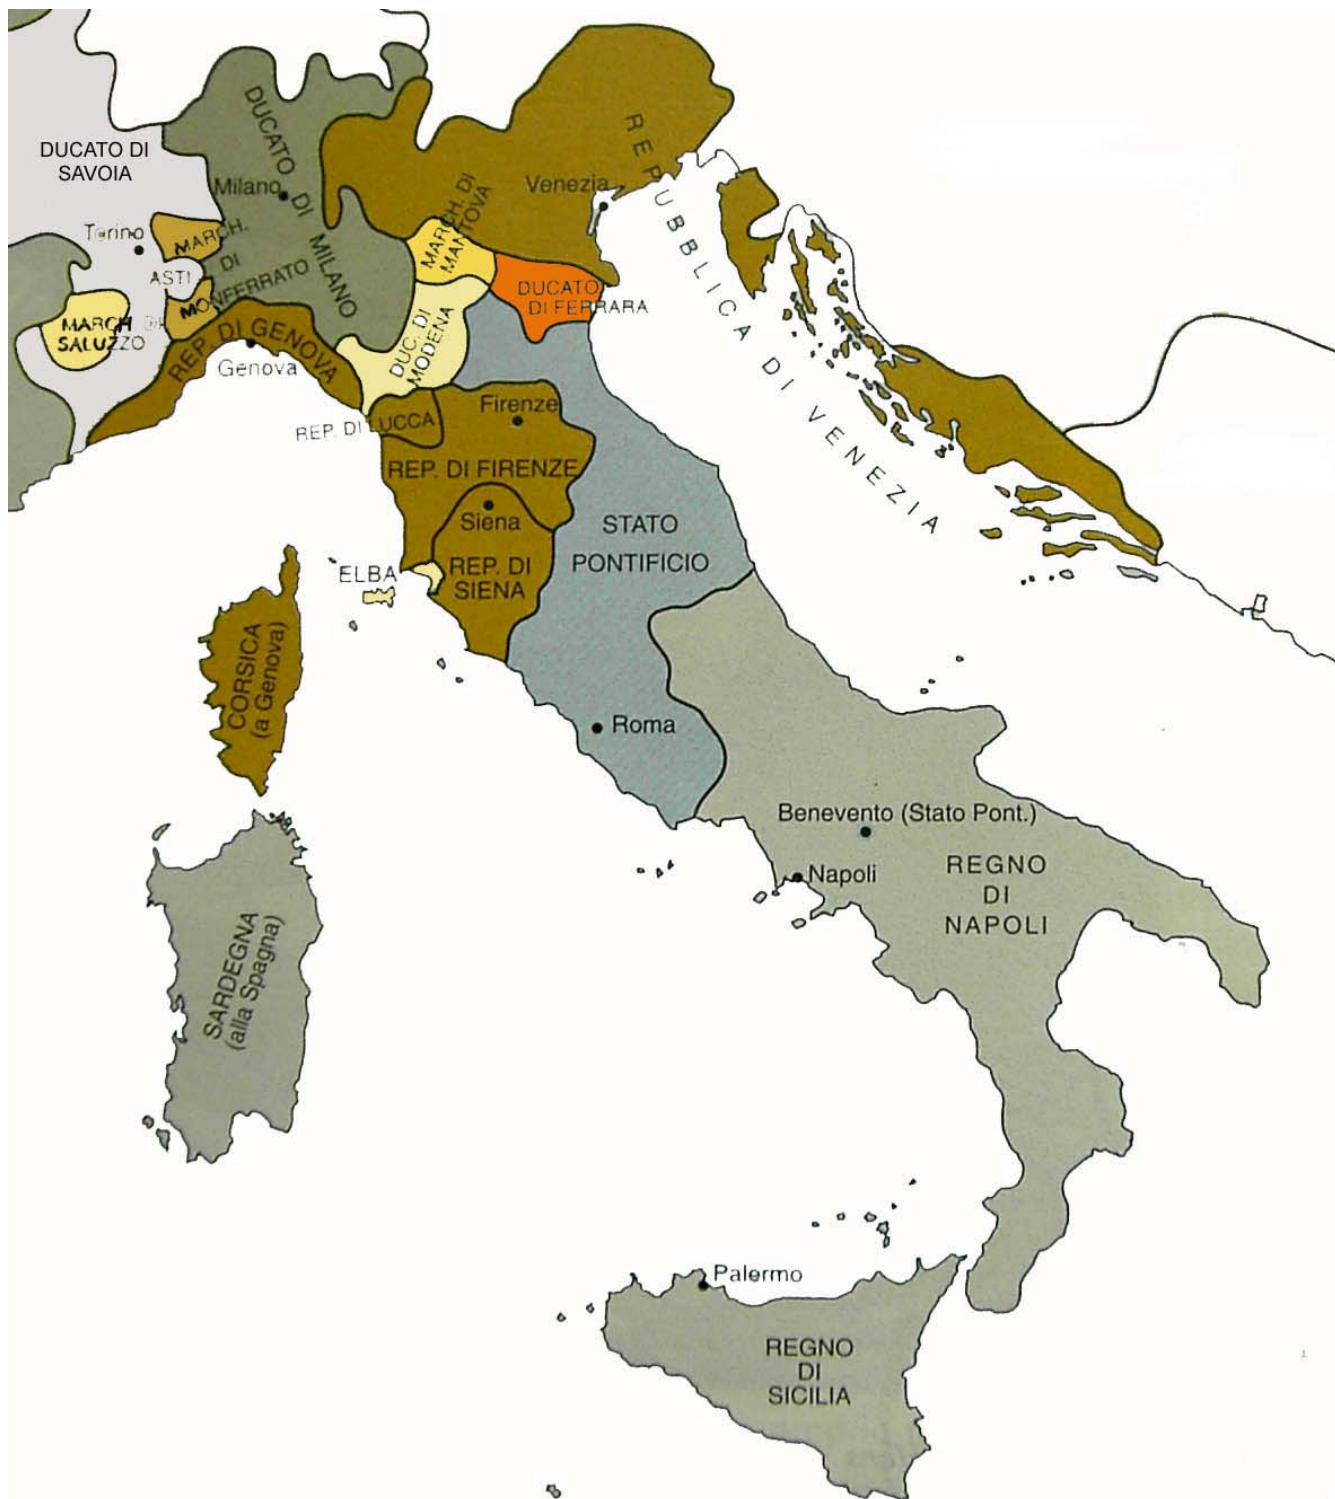 DUCATO DI
SAVOIA
DUCATO DI MILANO
Milano
REPUBBLICA DI VENEZIA
Venezia
MARCH. DI
MANTOVA
Torino
MARCH.
DI
MONFERRATO
ASTI
DUCATO
DI FERRARA
MARCH DI
SALUZZO
REP. DI GENOVA
Genova
DUC. DI
MODENA
REP. DI LUCCA
Firenze
REP. DI FIRENZE
Siena
REP. DI
SIENA
STATO
PONTIFICIO
ELBA
CORSICA
(a Genova)
Roma
Benevento (Stato Pont.)
Napoli
REGNO
DI
NAPOLI
SARDEGNA
(alla Spagna)
Palermo
REGNO
DI
SICILIA